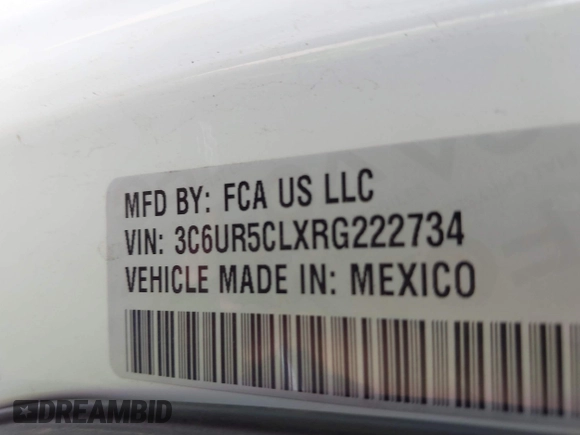 MFD BY: FCA US LLC
VIN: 3C6UR5CLXRG222734
VEHICLE MADE IN: MEXICO
DREAMBID